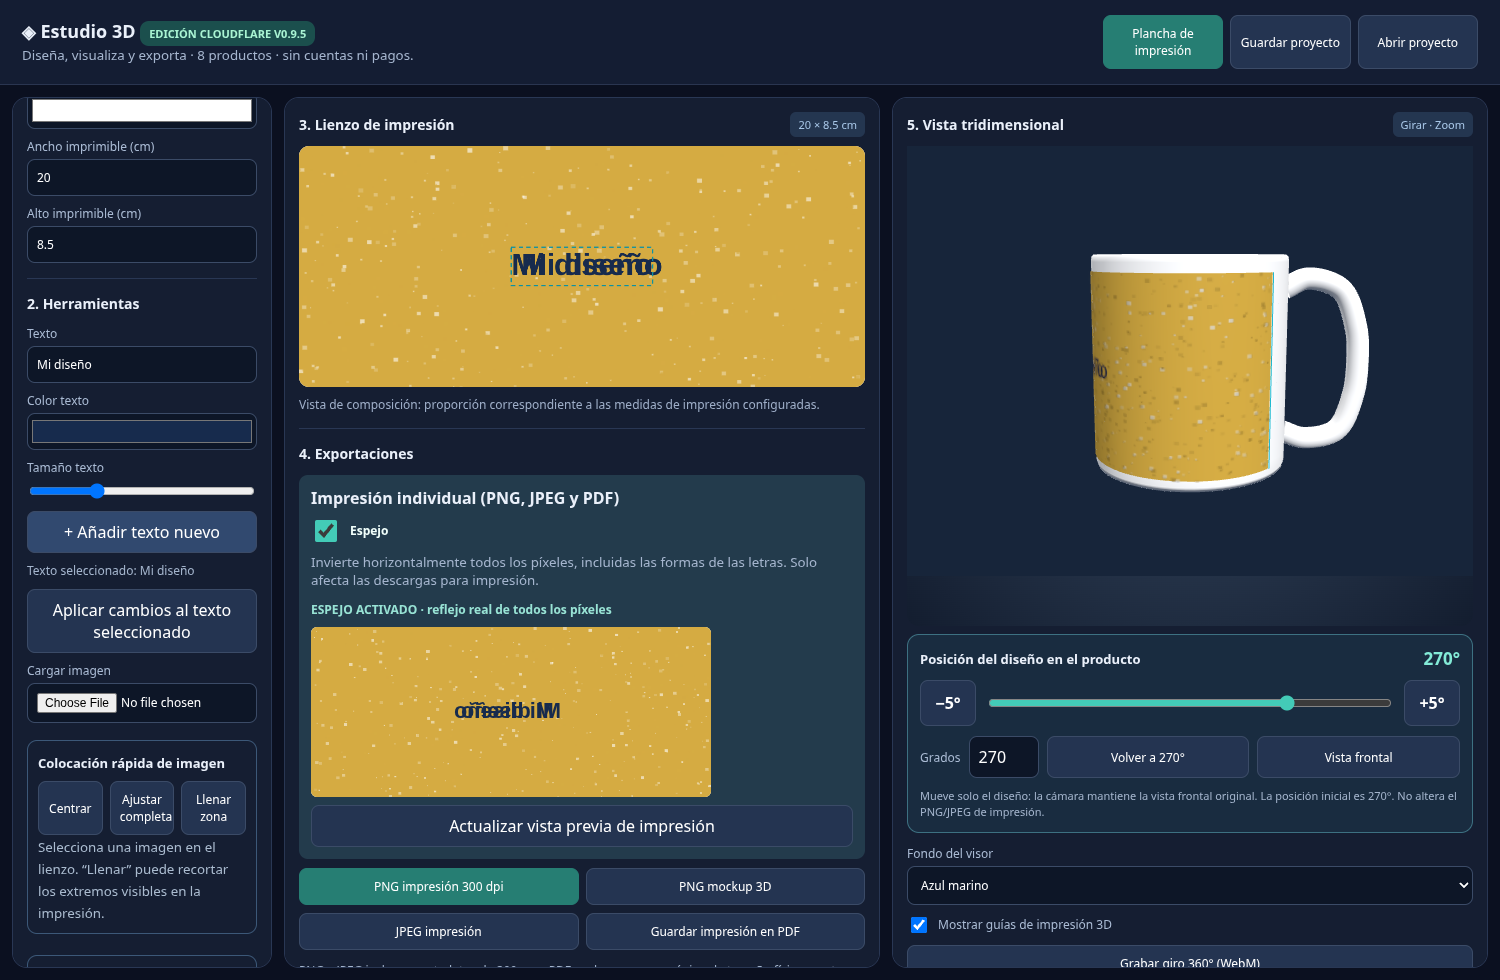 ◈ Estudio 3D EDICIÓN CLOUDFLARE V0.9.5
Diseña, visualiza y exporta · 8 productos · sin cuentas ni pagos.
Plancha de
impresión
Guardar proyecto
Abrir proyecto
Ancho imprimible (cm)
20
Alto imprimible (cm)
8.5
2. Herramientas
Texto
Mi diseño
Color texto
Tamaño texto
+ Añadir texto nuevo
Texto seleccionado: Mi diseño
Aplicar cambios al texto
seleccionado
Cargar imagen
Choose File No file chosen
Colocación rápida de imagen
Centrar
Ajustar
completa
Llenar
zona
Selecciona una imagen en el
lienzo. “Llenar” puede recortar
los extremos visibles en la
impresión.
3. Lienzo de impresión
20 × 8.5 cm
Mi diseño
Mi diseño
Vista de composición: proporción correspondiente a las medidas de impresión configuradas.
4. Exportaciones
Impresión individual (PNG, JPEG y PDF)
Espejo
Invierte horizontalmente todos los píxeles, incluidas las formas de las letras. Solo
afecta las descargas para impresión.
ESPEJO ACTIVADO · reflejo real de todos los píxeles
Mi diseño
Mi diseño
Actualizar vista previa de impresión
PNG impresión 300 dpi
PNG mockup 3D
JPEG impresión
Guardar impresión en PDF
5. Vista tridimensional
Girar · Zoom
Posición del diseño en el producto
270°
−5°
+5°
Grados
270
Volver a 270°
Vista frontal
Mueve solo el diseño: la cámara mantiene la vista frontal original. La posición inicial es 270°. No altera el
PNG/JPEG de impresión.
Fondo del visor
Azul marino
Mostrar guías de impresión 3D
Grabar giro 360° (WebM)